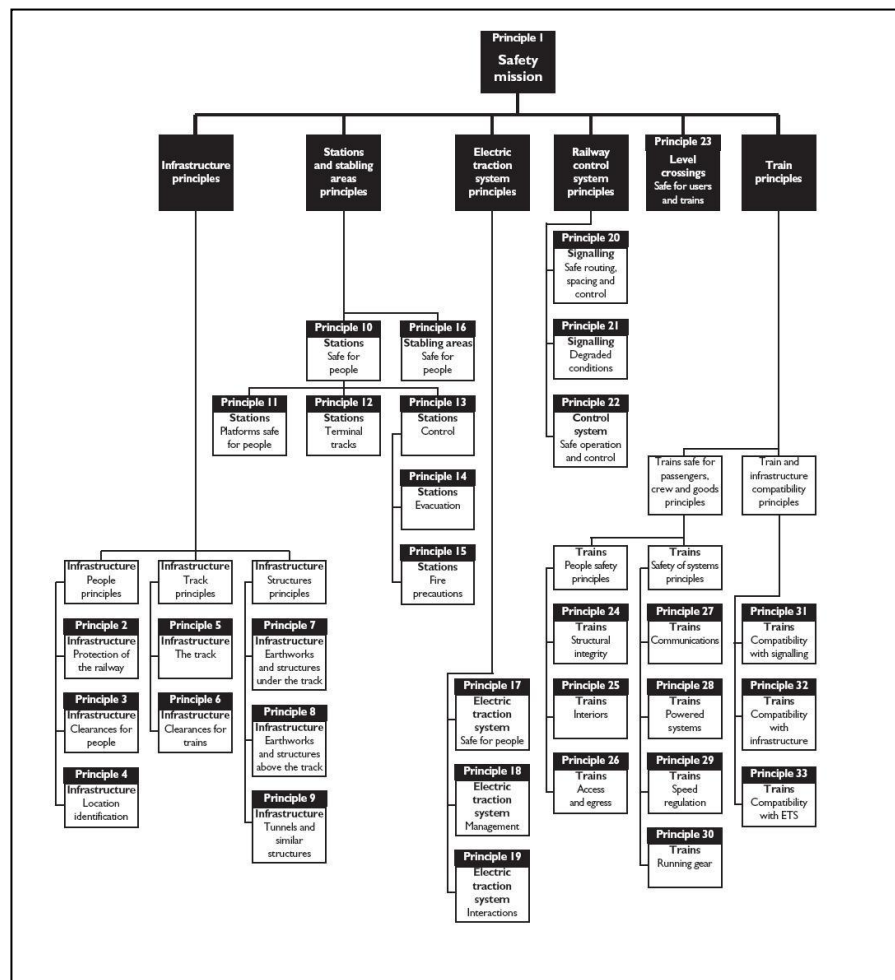 Principle 1
Safety
mission
Infrastructure
principles
Stations
and stabling
areas
principles
Electric
traction
system
principles
Railway
control
system
principles
Principle 23
Level
crossings
Safe for users
and trains
Train
principles
Principle 20
Signalling
Safe routing,
spacing and
control
Principle 21
Signalling
Degraded
conditions
Principle 22
Control
system
Safe operation
and control
Principle 10
Stations
Safe for
people
Principle 16
Stabling areas
Safe for
people
Principle 11
Stations
Platforms safe
for people
Principle 12
Stations
Terminal
tracks
Principle 13
Stations
Control
Principle 14
Stations
Evacuation
Principle 15
Stations
Fire
precautions
Trains safe for
passengers,
crew and goods
principles
Train and
infrastructure
compatibility
principles
Infrastructure
People
principles
Infrastructure
Track
principles
Infrastructure
Structures
principles
Principle 2
Infrastructure
Protection of
the railway
Principle 3
Infrastructure
Clearances for
people
Principle 4
Infrastructure
Location
identification
Principle 5
Infrastructure
The track
Principle 6
Infrastructure
Clearances for
trains
Principle 7
Infrastructure
Earthworks
and structures
under the track
Principle 8
Infrastructure
Earthworks
and structures
above the track
Principle 9
Infrastructure
Tunnels and
similar
structures
Principle 17
Electric
traction
system
Safe for people
Principle 18
Electric
traction
system
Management
Principle 19
Electric
traction
system
Interactions
Trains
People safety
principles
Trains
Safety of systems
principles
Principle 24
Trains
Structural
integrity
Principle 25
Trains
Interiors
Principle 26
Trains
Access
and egress
Principle 27
Trains
Communications
Principle 28
Trains
Powered
systems
Principle 29
Trains
Speed
regulation
Principle 30
Trains
Running gear
Principle 31
Trains
Compatibility
with signalling
Principle 32
Trains
Compatibility
with
infrastructure
Principle 33
Trains
Compatibility
with ETS